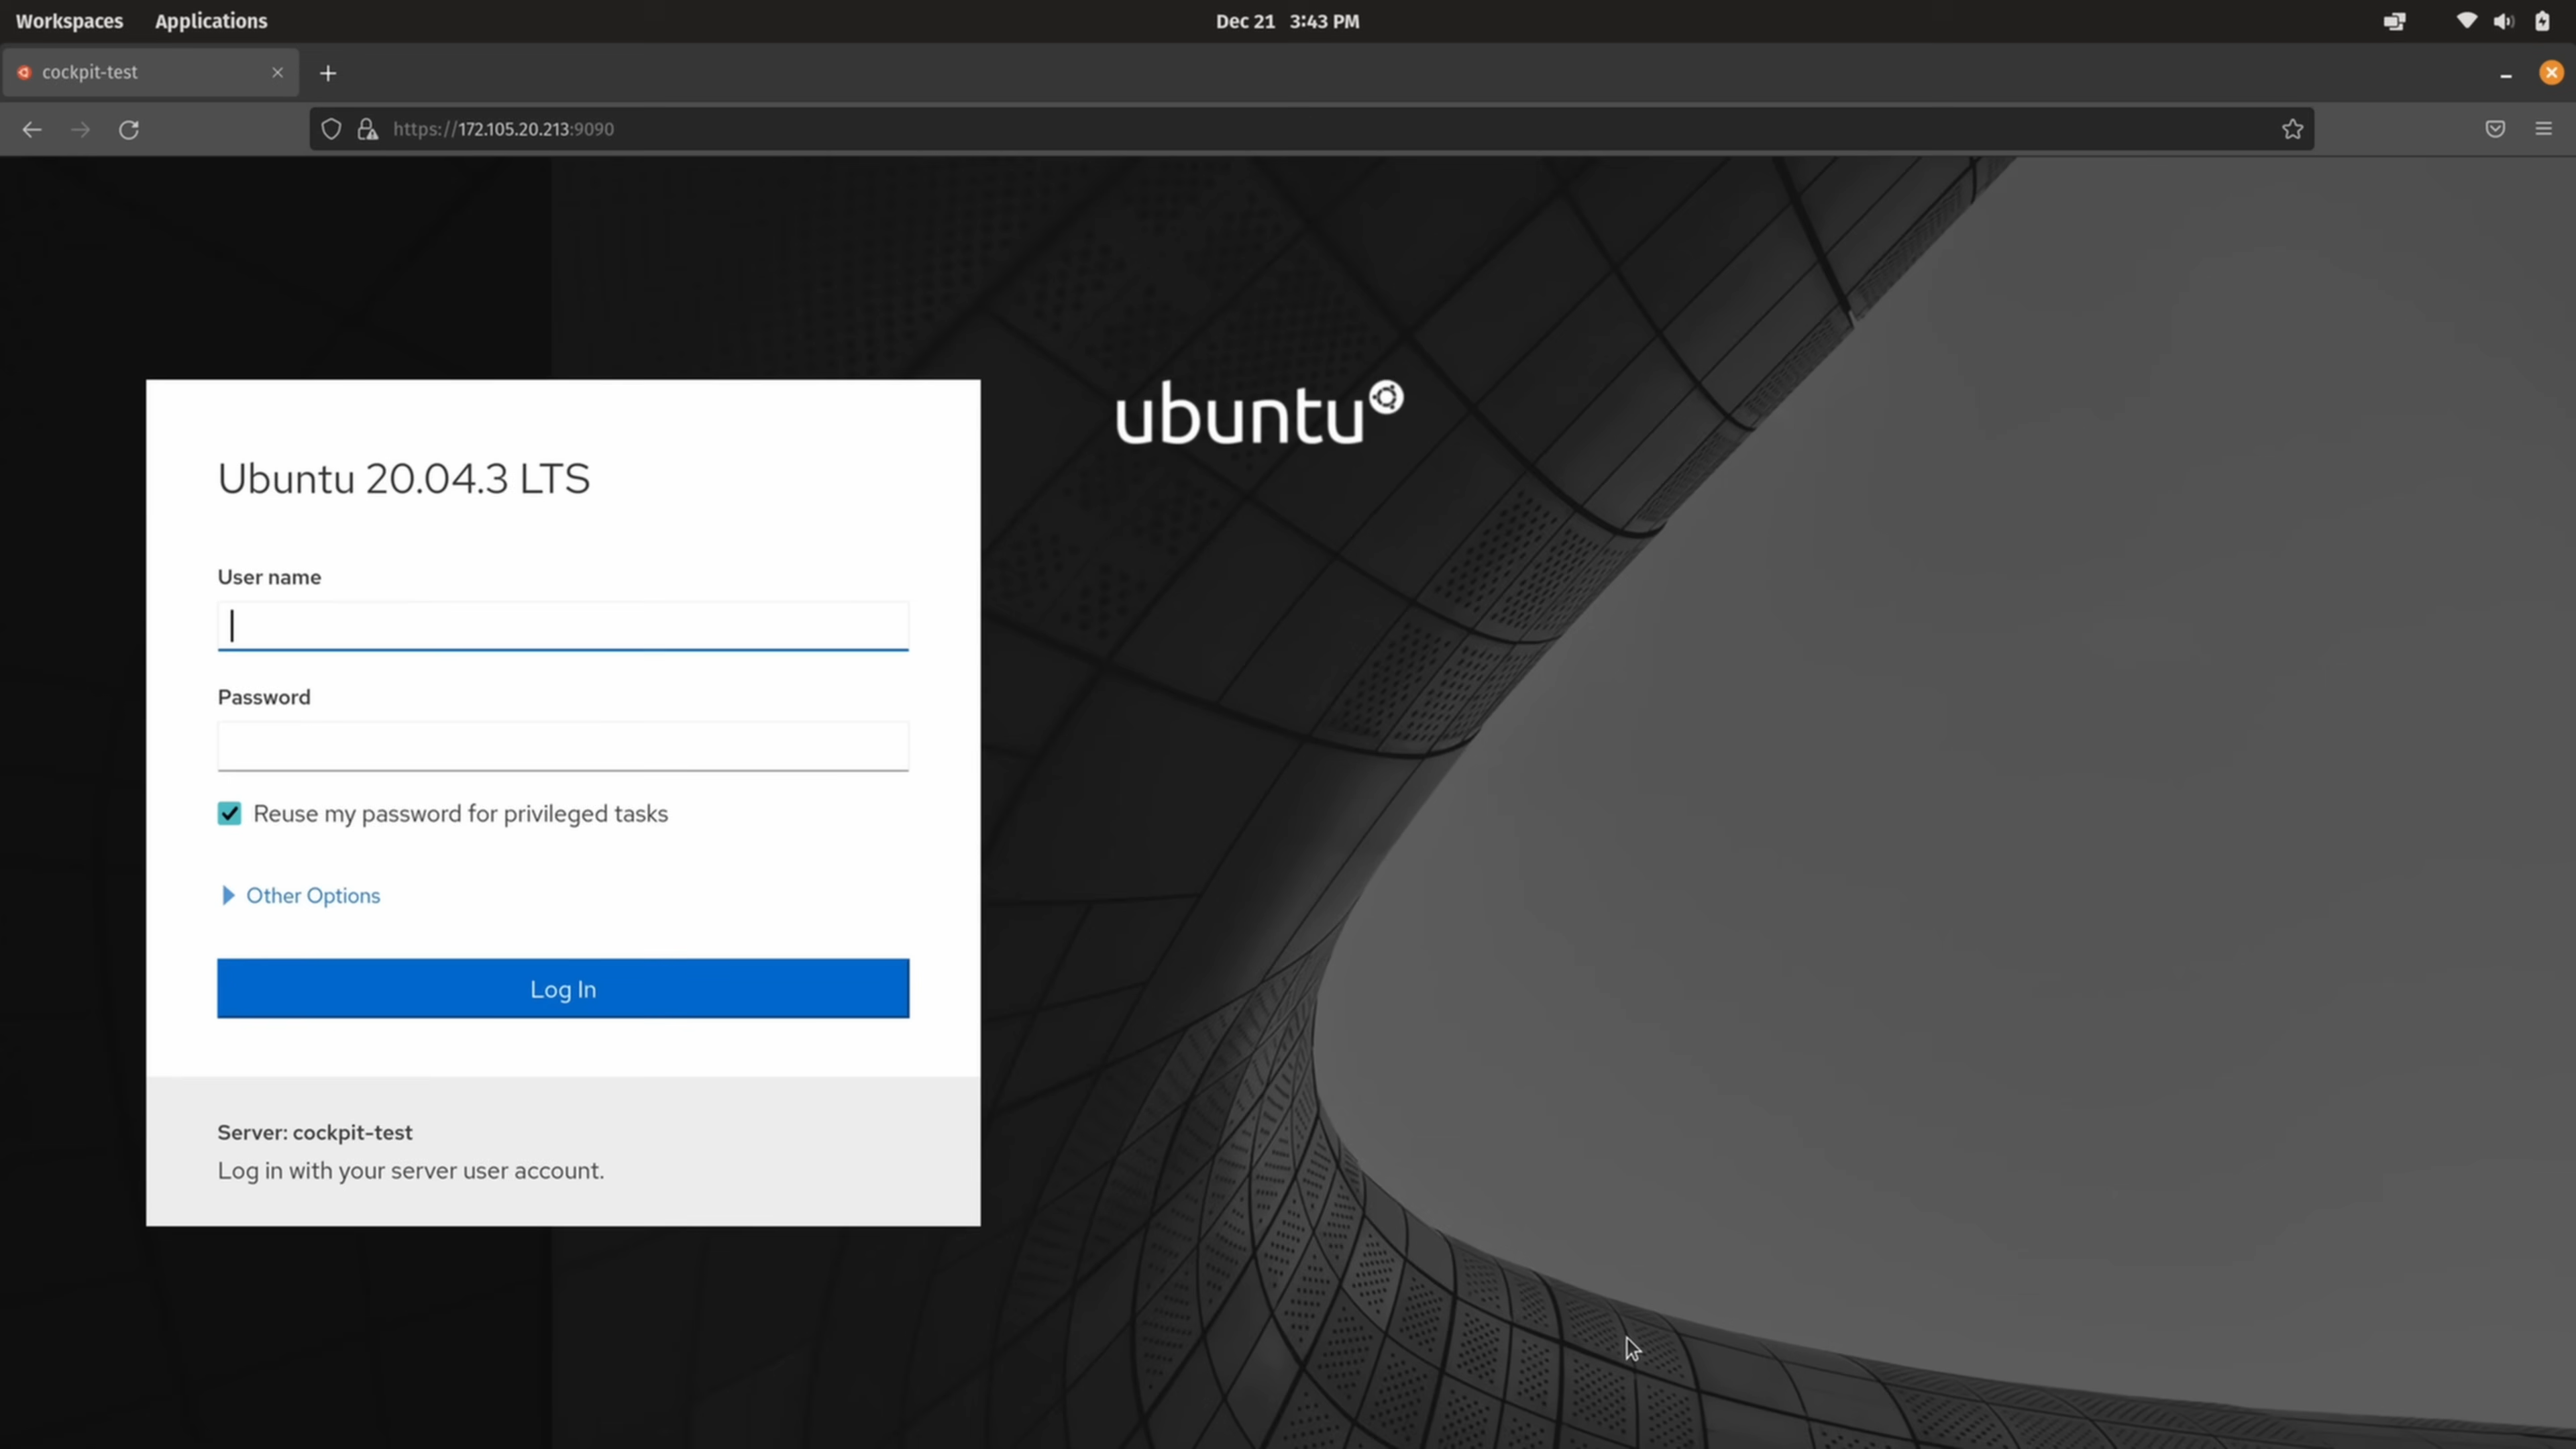 Workspaces Applications Dec 21 3:43 PM
cockpit-test
https://172.105.20.213:9090
ubuntu
Ubuntu 20.04.3 LTS
User name
Password
Reuse my password for privileged tasks
Other Options
Log In
Server: cockpit-test
Log in with your server user account.